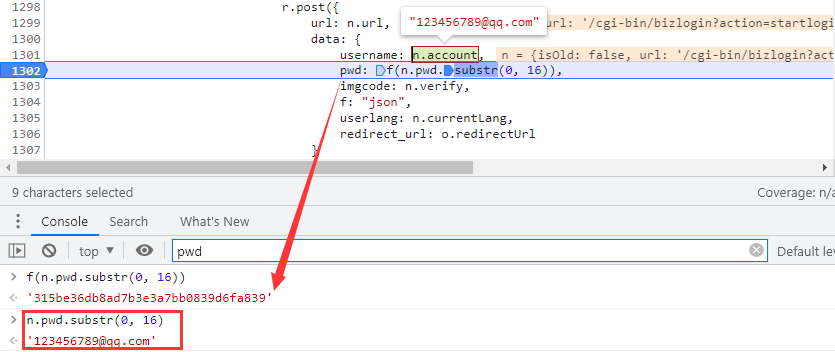 1298 r.post({
1299 url: n.url, "123456789@qq.com" url: '/cgi-bin/bizlogin?action=startlogi
1300 data: {
1301 username: n.account, n = {isOld: false, url: '/cgi-bin/bizlogin?ac
1302 pwd: f(n.pwd.substr(0, 16)),
1303 imgcode: n.verify,
1304 f: "json",
1305 userlang: n.currentLang,
1306 redirect_url: o.redirectUrl
1307 }
9 characters selected Coverage: n/a
Console Search What's New
top ▼ pwd Default le
> f(n.pwd.substr(0, 16))
'315be36db8ad7b3e3a7bb0839d6fa839'
> n.pwd.substr(0, 16)
'123456789@qq.com'